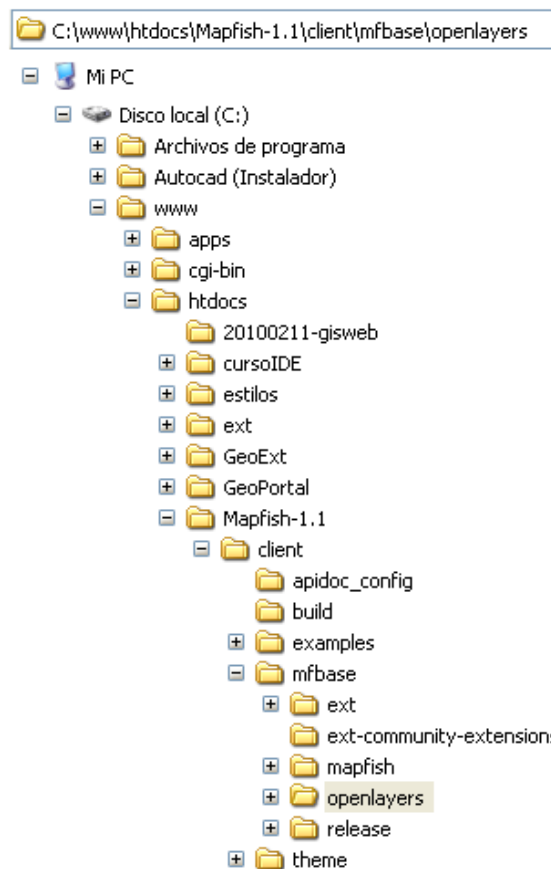 C:\www\htdocs\Mapfish-1.1\client\mfbase\openlayers
Mi PC
Disco local (C:)
Archivos de programa
Autocad (Instalador)
www
apps
cgi-bin
htdocs
20100211-gisweb
cursoIDE
estilos
ext
GeoExt
GeoPortal
Mapfish-1.1
client
apidoc_config
build
examples
mfbase
ext
ext-community-extensions
mapfish
openlayers
release
theme